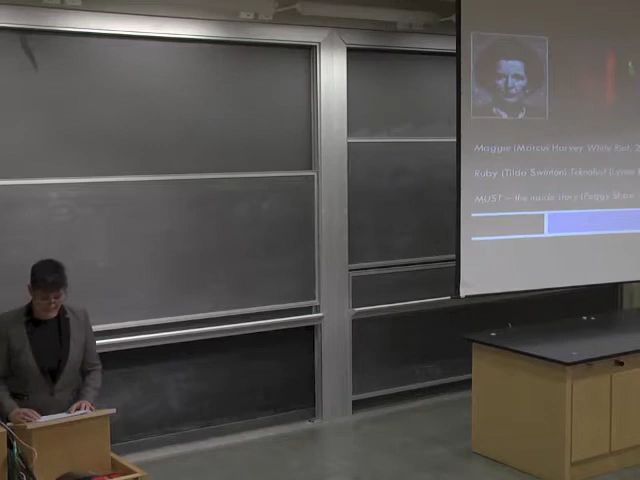 Maggie (Marcus Harvey White Riot, 2
Ruby (Tilda Swinton) Teknolust (Lynne
MUST – the inside story (Peggy Shaw